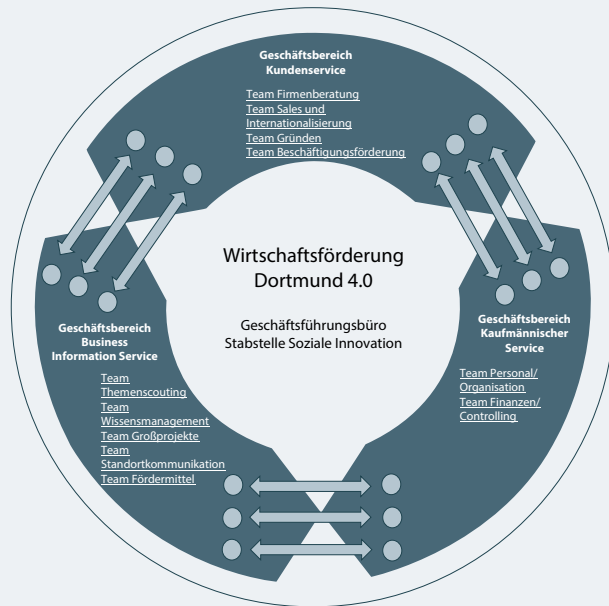 Geschäftsbereich
Kundenservice
Team Firmenberatung
Team Sales und
Internationalisierung
Team Gründen
Team Beschäftigungsförderung
Wirtschaftsförderung
Dortmund 4.0
Geschäftsführungsbüro
Stabstelle Soziale Innovation
Geschäftsbereich
Business
Information Service
Team
Themenscouting
Team
Wissensmanagement
Team Großprojekte
Team
Standortkommunikation
Team Fördermittel
Geschäftsbereich
Kaufmännischer
Service
Team Personal/
Organisation
Team Finanzen/
Controlling